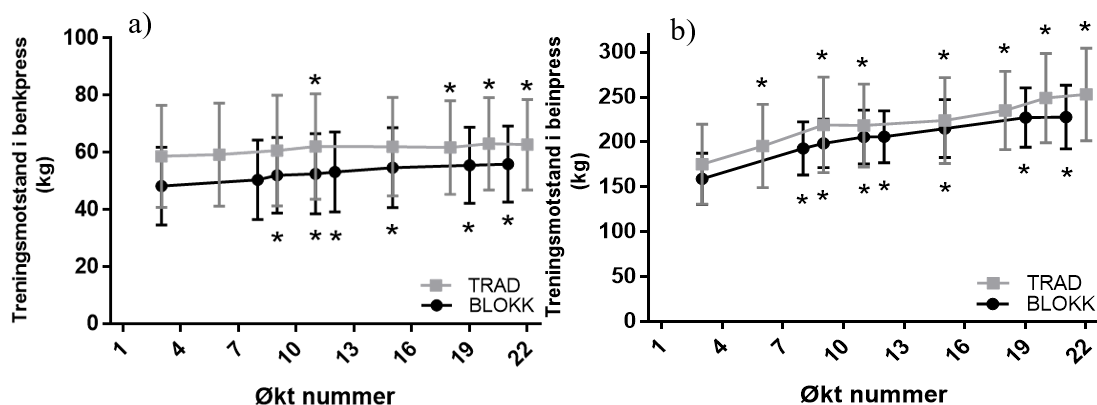 a)
Treningsmotstand i benkpress
(kg)
100
80
60
40
20
0
* * * *
* * * * * *
TRAD
BLOKK
1 4 7 10 13 16 19 22
Økt nummer
b)
Treningsmotstand i beinpress
(kg)
300
250
200
150
100
50
0
* * * * * * *
* * * * * * *
TRAD
BLOKK
1 4 7 10 13 16 19 22
Økt nummer